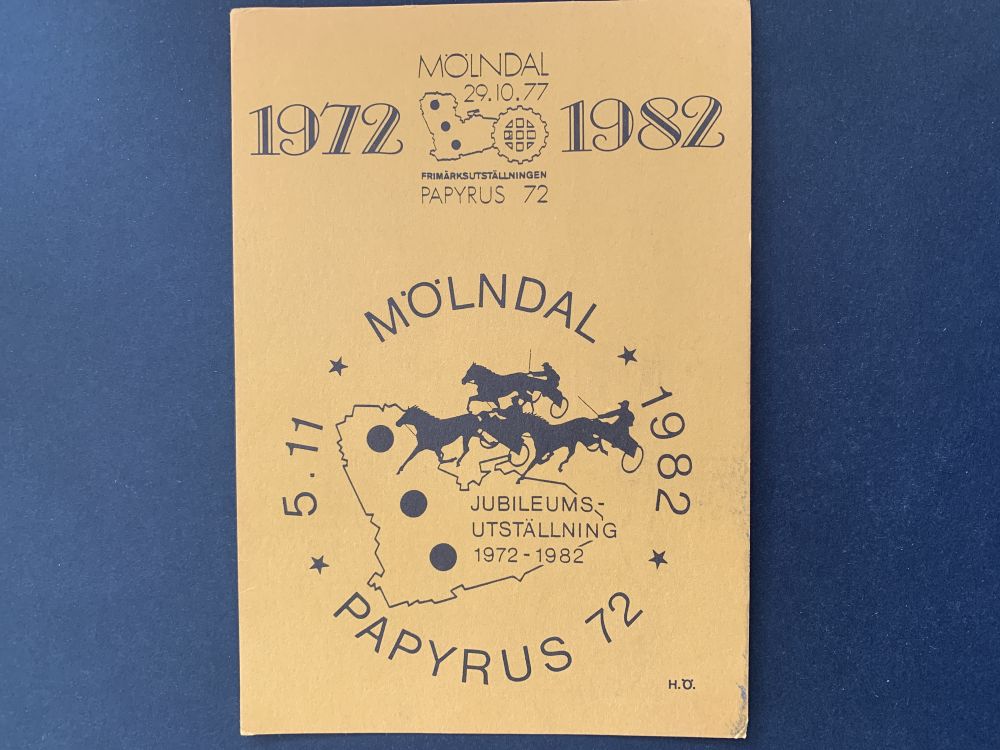 MÖLNDAL
29.10.77
1972
1982
FRIMÄRKSUTSTÄLLNINGEN
PAPYRUS 72
MÖLNDAL
5.11
1982
JUBILEUMS-
UTSTÄLLNING
1972-1982
PAPYRUS 72
H.Ö.